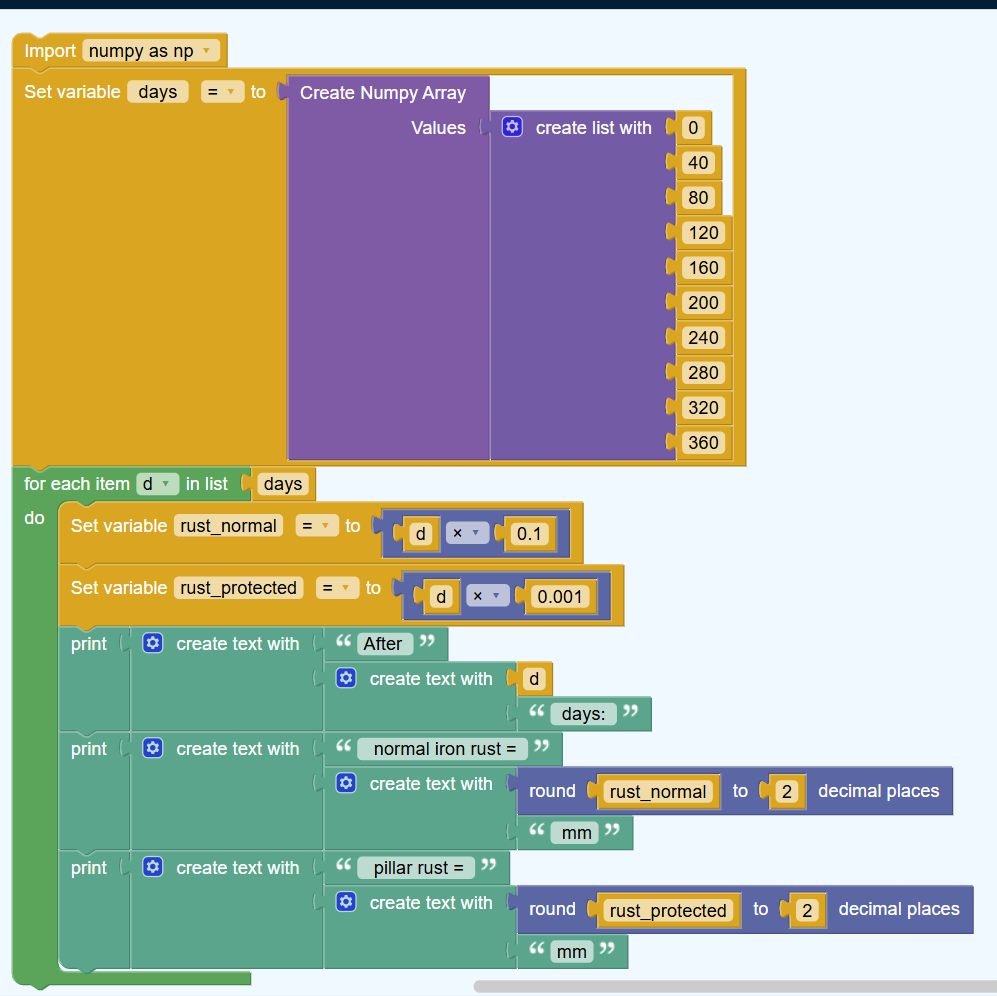 Import numpy as np
Set variable days = to Create Numpy Array
Values create list with 0
40
80
120
160
200
240
280
320
360
for each item d in list days
do Set variable rust_normal = to d × 0.1
Set variable rust_protected = to d × 0.001
print create text with “ After ”
create text with d
“ days: ”
print create text with “ normal iron rust = ”
create text with round rust_normal to 2 decimal places
“ mm ”
print create text with “ pillar rust = ”
create text with round rust_protected to 2 decimal places
“ mm ”